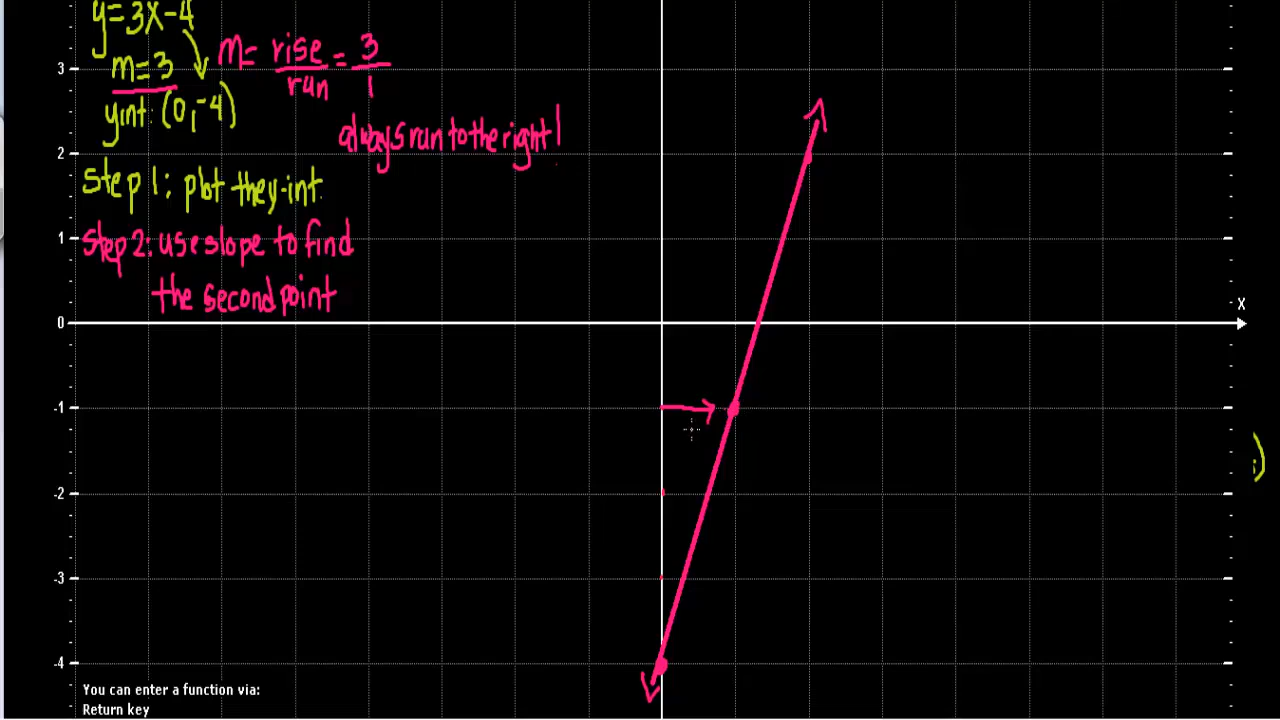 y=3x-4
m=3
m= rise/run = 3/1
yint: (0,-4)
always run to the right!
Step 1: plot the y-int.
Step 2: use slope to find
the second point
3
2
1
0
-1
-2
-3
-4
x
)
You can enter a function via:
Return key